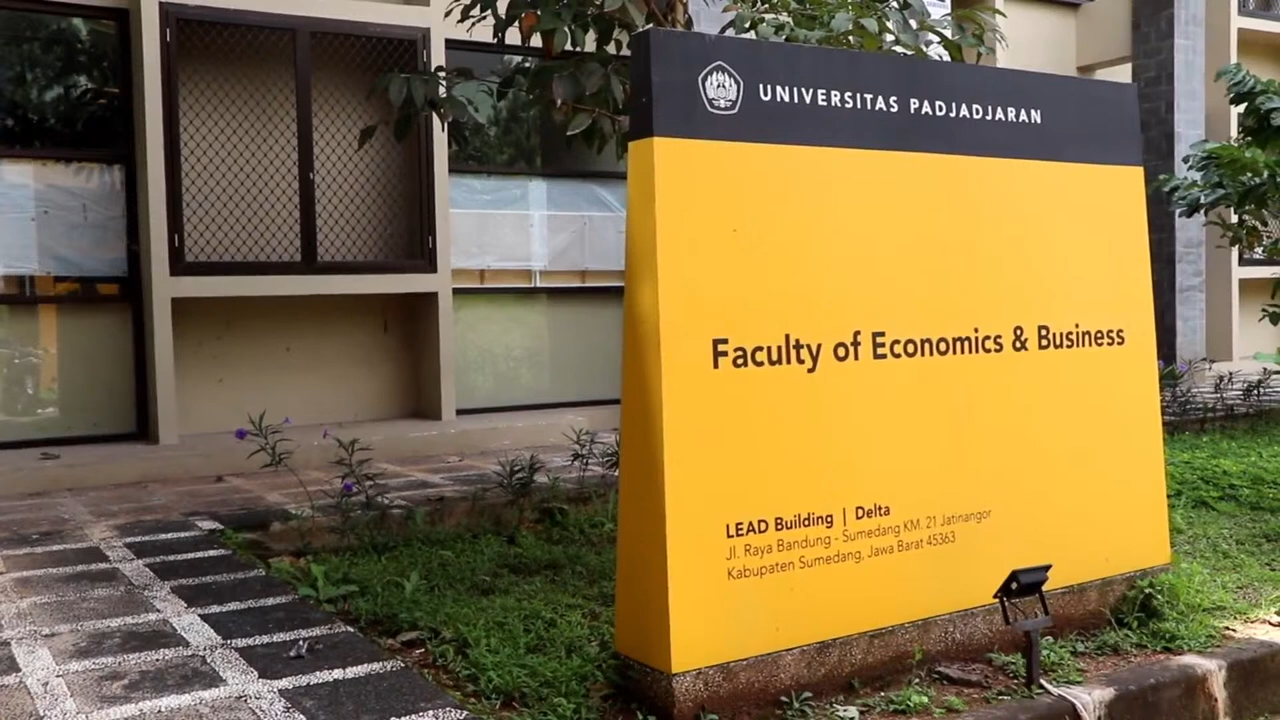 UNIVERSITAS PADJADJARAN
Faculty of Economics & Business
LEAD Building | Delta
Jl. Raya Bandung - Sumedang KM. 21 Jatinangor
Kabupaten Sumedang, Jawa Barat 45363